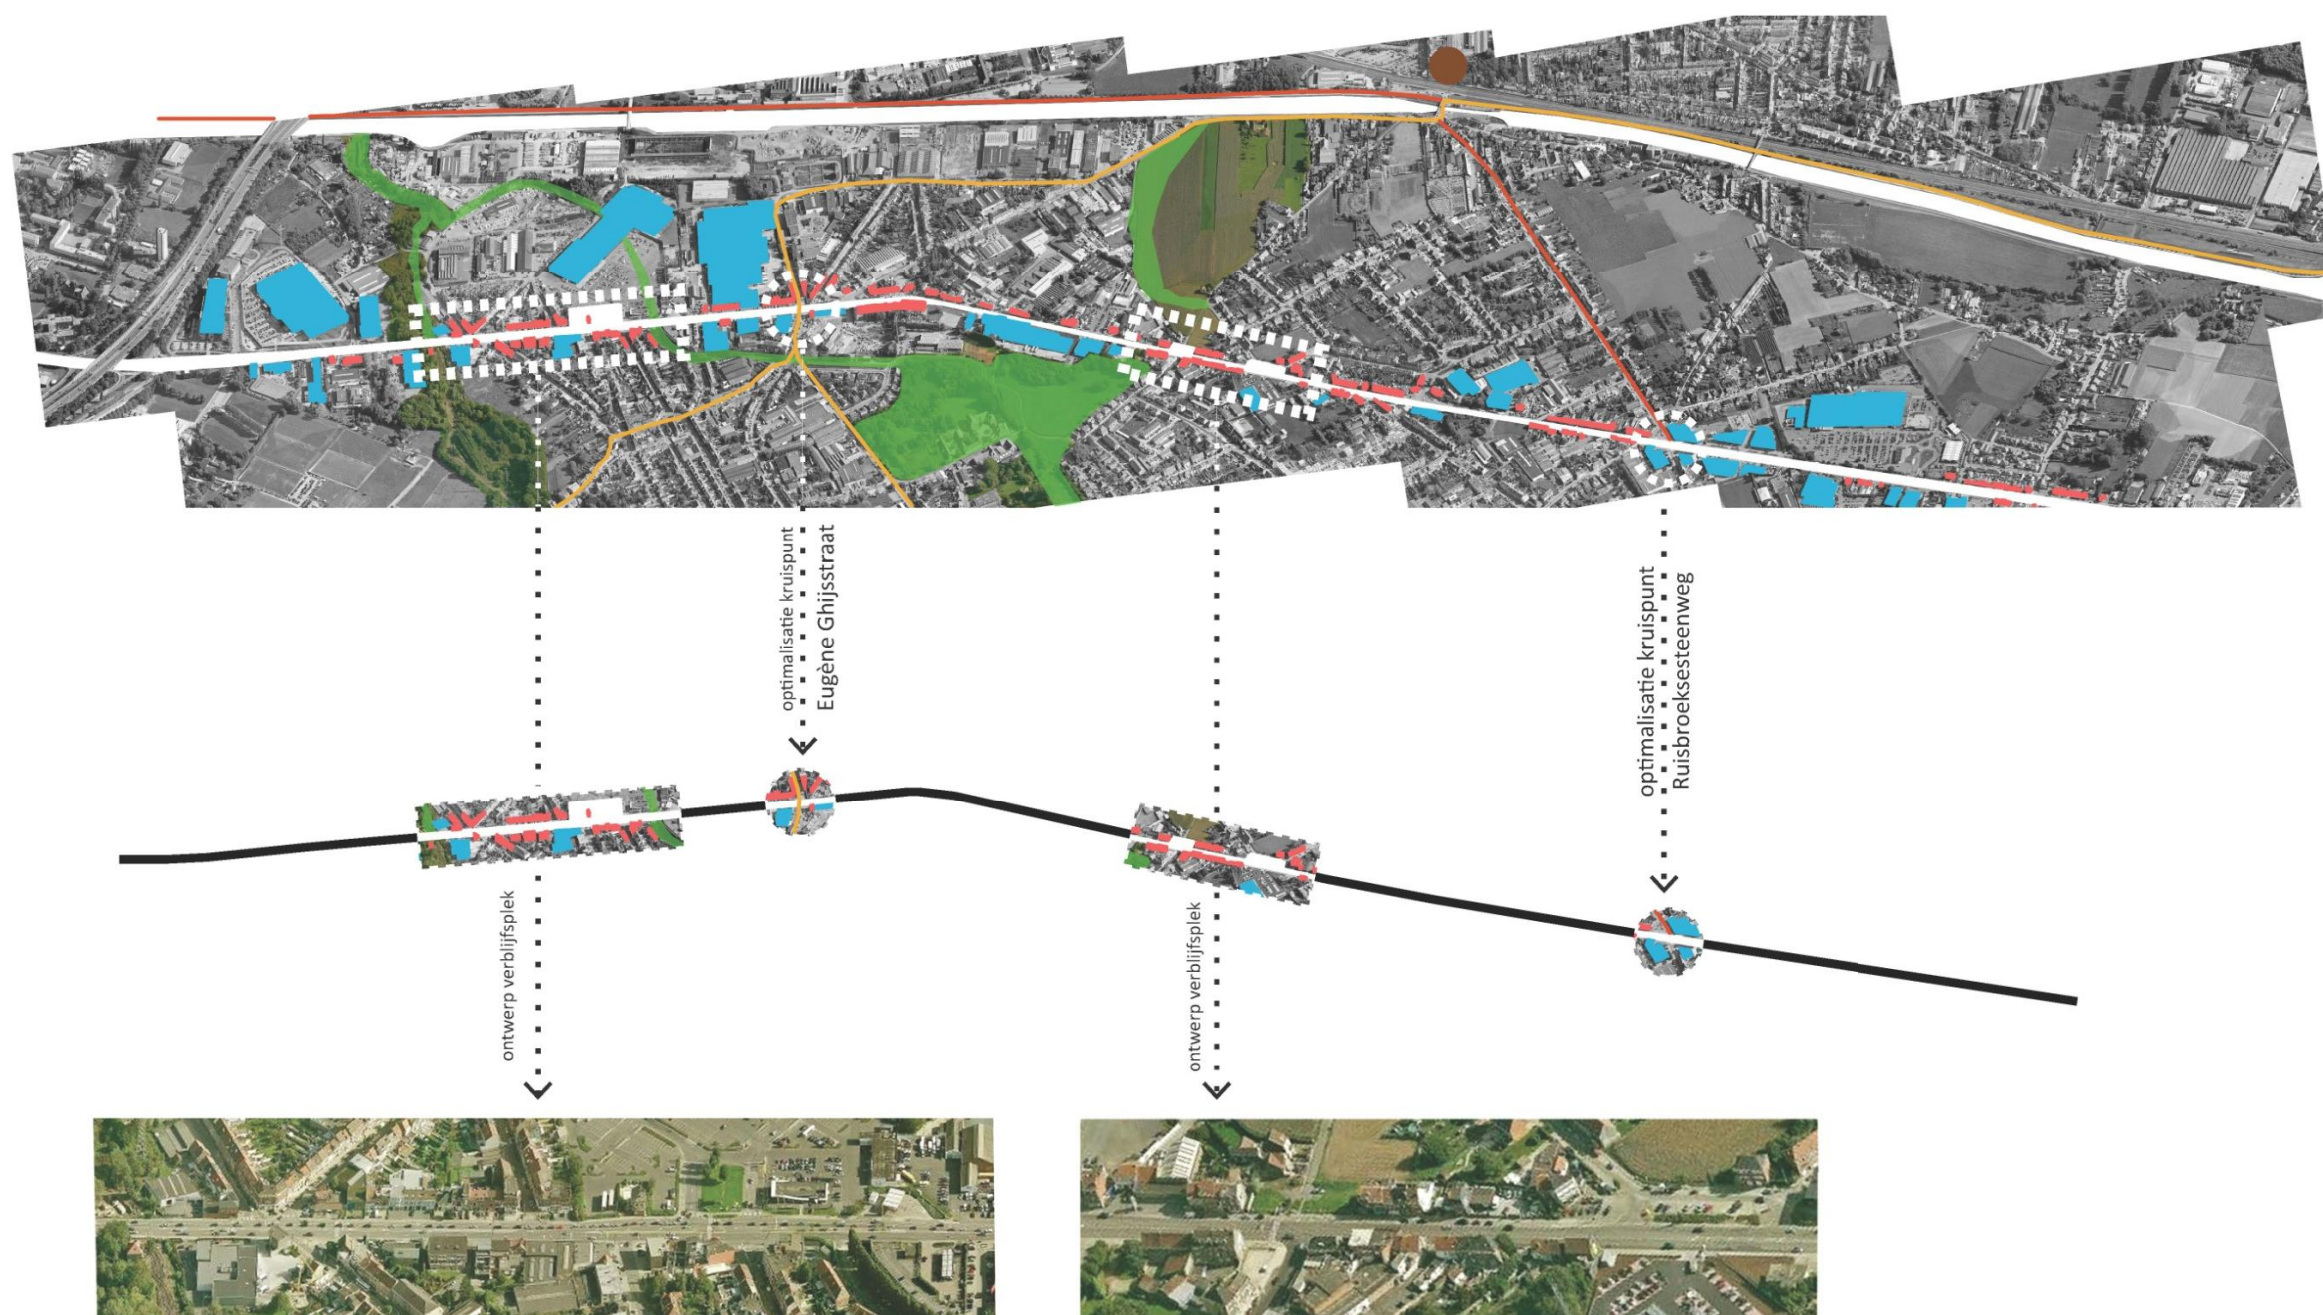 optimalisatie kruispunt
Eugène Ghijsstraat
optimalisatie kruispunt
Ruisbroeksesteenweg
ontwerp verblijfsplek
ontwerp verblijfsplek